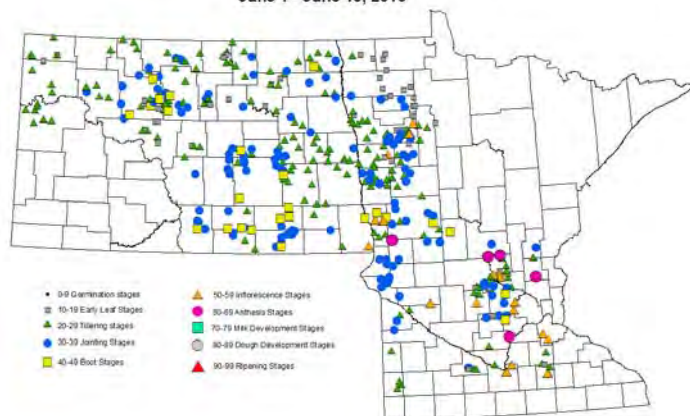 0-9 Germination stages
10-19 Early Leaf Stages
20-29 Tillering stages
30-39 Jointing Stages
40-49 Boot Stages
50-59 Inflorescence Stages
60-69 Anthesis Stages
70-79 Milk Development Stages
80-89 Dough Development Stages
90-99 Ripening Stages